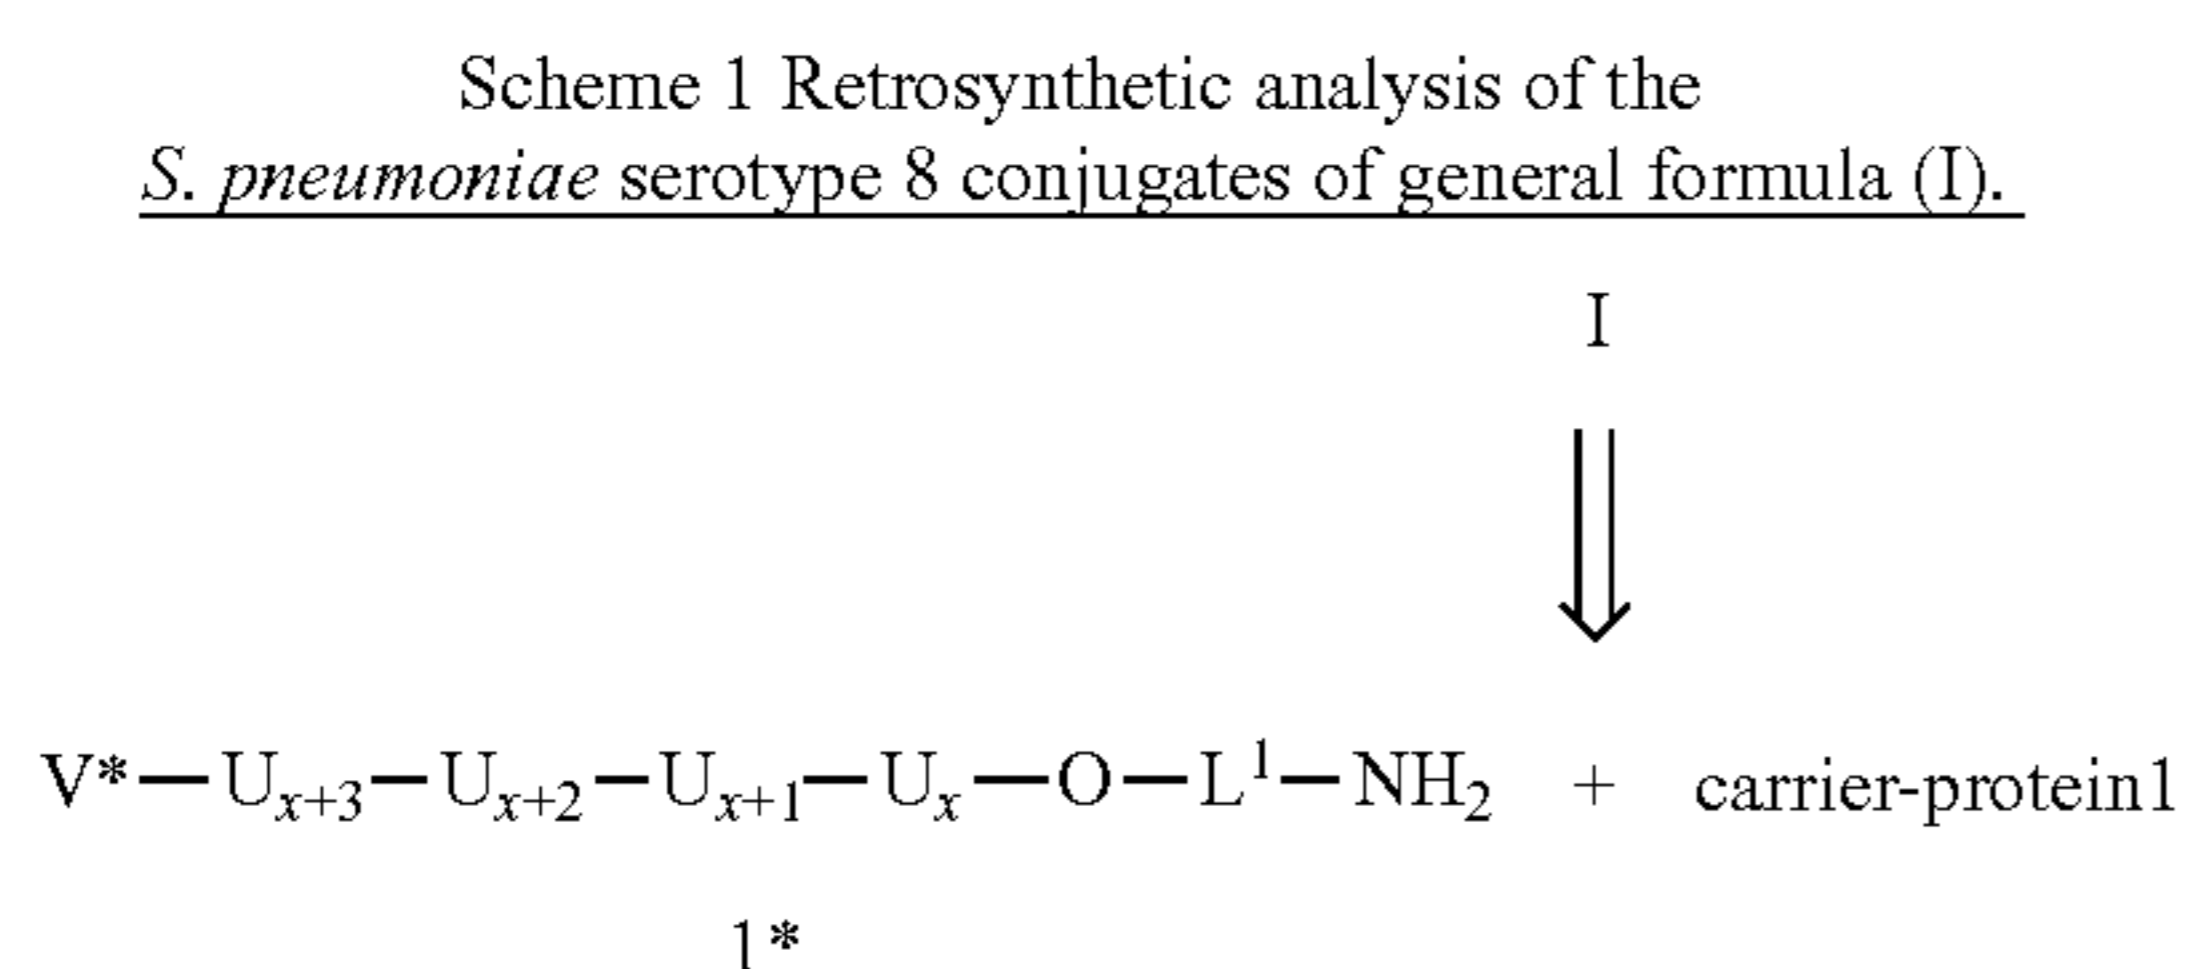 Scheme 1 Retrosynthetic analysis of the
S. pneumoniae serotype 8 conjugates of general formula (I).
I
V*—Uₓ₊₃—Uₓ₊₂—Uₓ₊₁—Uₓ—O—L¹—NH₂ + carrier-protein1
1*